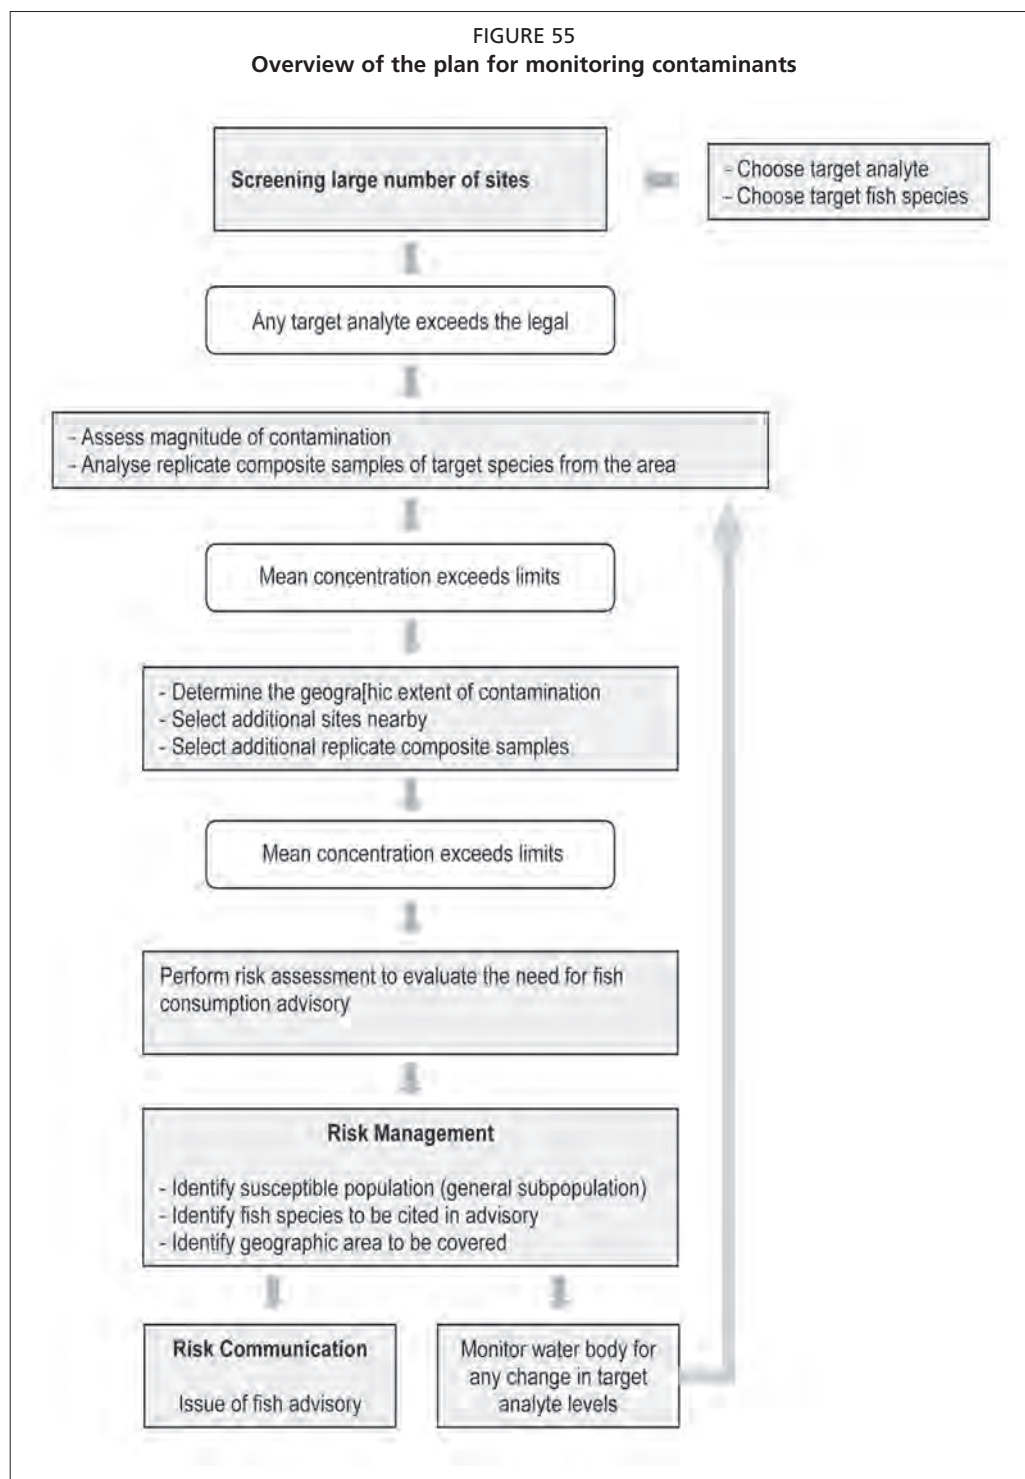 FIGURE 55
Overview of the plan for monitoring contaminants
Screening large number of sites
- Choose target analyte
- Choose target fish species
Any target analyte exceeds the legal
- Assess magnitude of contamination
- Analyse replicate composite samples of target species from the area
Mean concentration exceeds limits
- Determine the geogra[hic extent of contamination
- Select additional sites nearby
- Select additional replicate composite samples
Mean concentration exceeds limits
Perform risk assessment to evaluate the need for fish
consumption advisory
Risk Management
- Identify susceptible population (general subpopulation)
- Identify fish species to be cited in advisory
- Identify geographic area to be covered
Risk Communication
Issue of fish advisory
Monitor water body for
any change in target
analyte levels